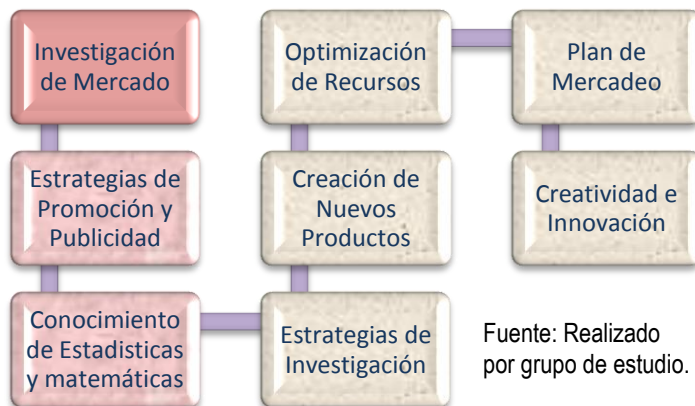 Investigación
de Mercado
Estrategias de
Promoción y
Publicidad
Conocimiento
de Estadisticas
y matemáticas
Estrategias de
Investigación
Creación de
Nuevos
Productos
Optimización
de Recursos
Plan de
Mercadeo
Creatividad e
Innovación
Fuente: Realizado
por grupo de estudio.